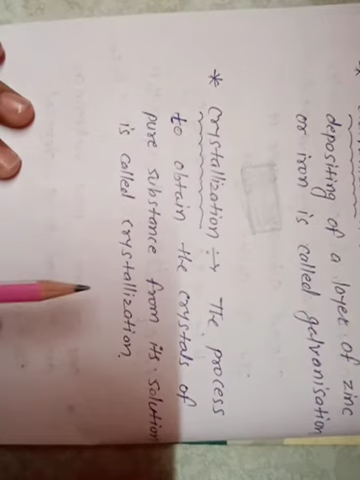 depositing of a layer of zinc
or iron is called galvanisation
* Crystallization :→ The process
to obtain the crystals of
pure substance from its solution
is called crystallization.